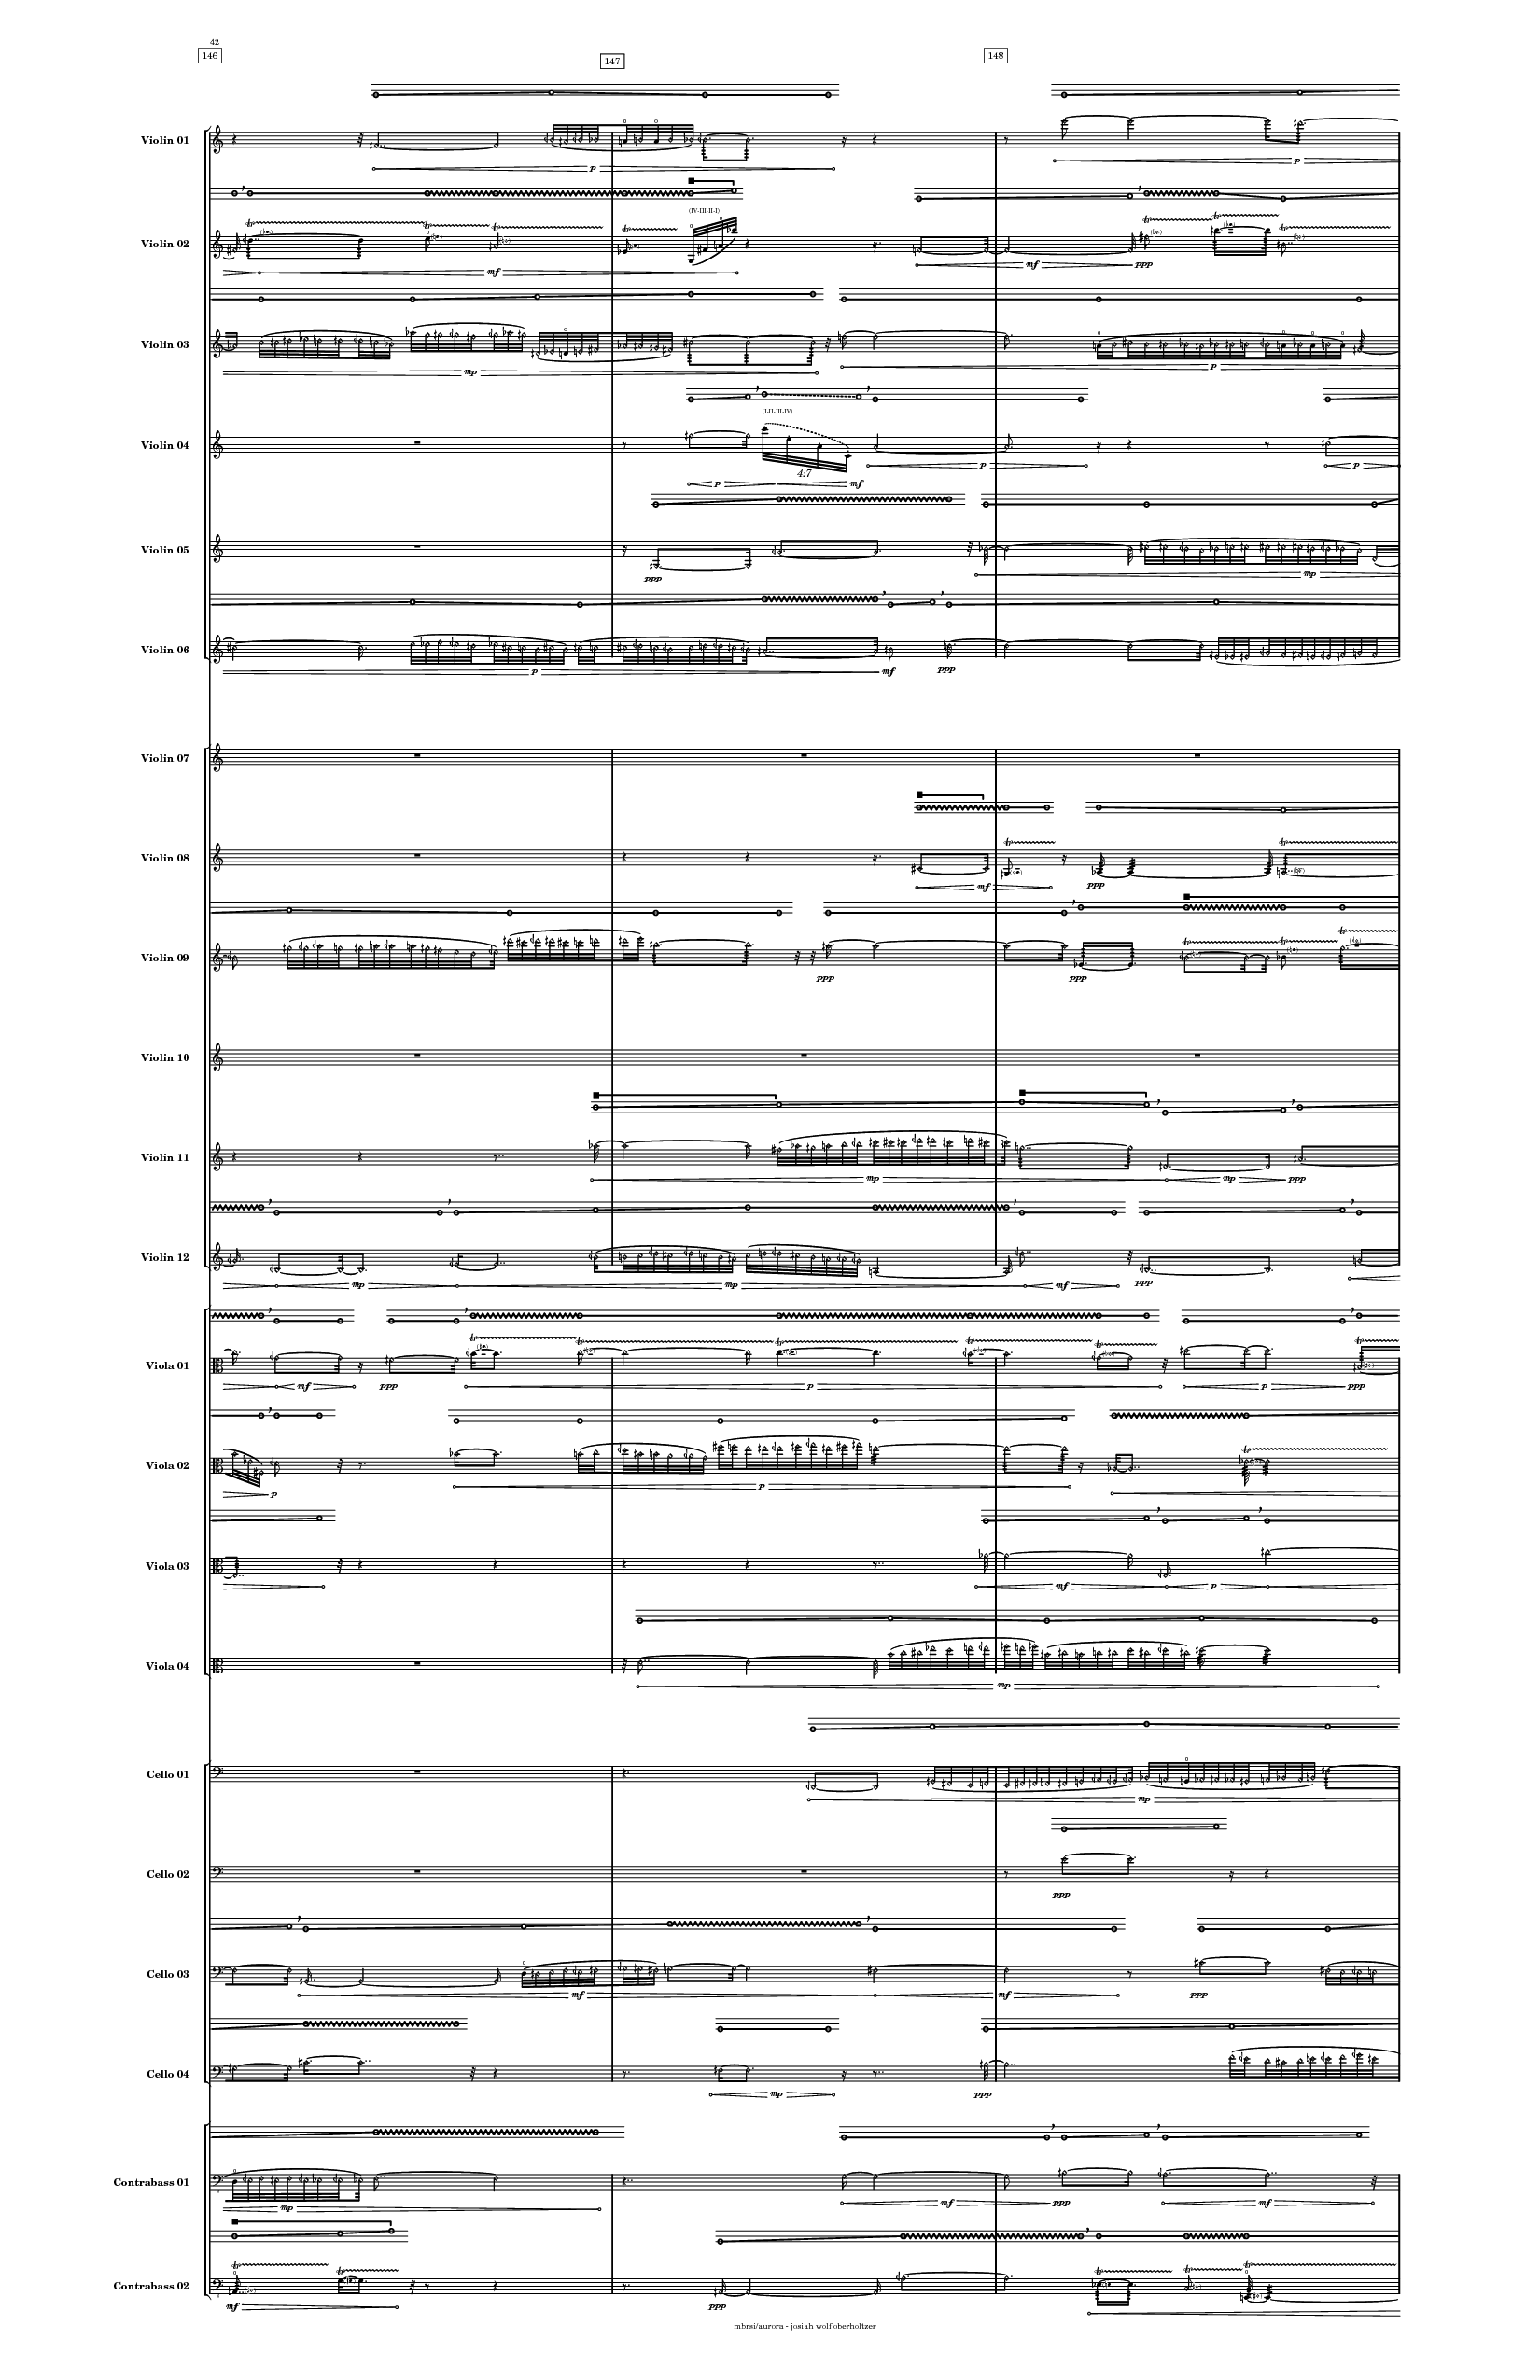 42
146 147 148
Violin 01
p p
(IV-III-II-I)
Violin 02
mf mf ppp
Violin 03
mp p
(I-II-III-IV)
Violin 04
4:7
p mf p p
Violin 05
ppp mp
Violin 06
p mf ppp
Violin 07
Violin 08
mf ppp
Violin 09
ppp ppp
Violin 10
Violin 11
mp mp ppp
Violin 12
mp mp mf ppp
Viola 01
mf ppp p p ppp
Viola 02
p p
Viola 03
mf p
Viola 04
mp
Cello 01
mp
Cello 02
ppp
Cello 03
mf mf ppp
Cello 04
mp ppp
Contrabass 01
mp mf ppp mf
Contrabass 02
mf ppp
mbrsi/aurora - josiah wolf oberholtzer